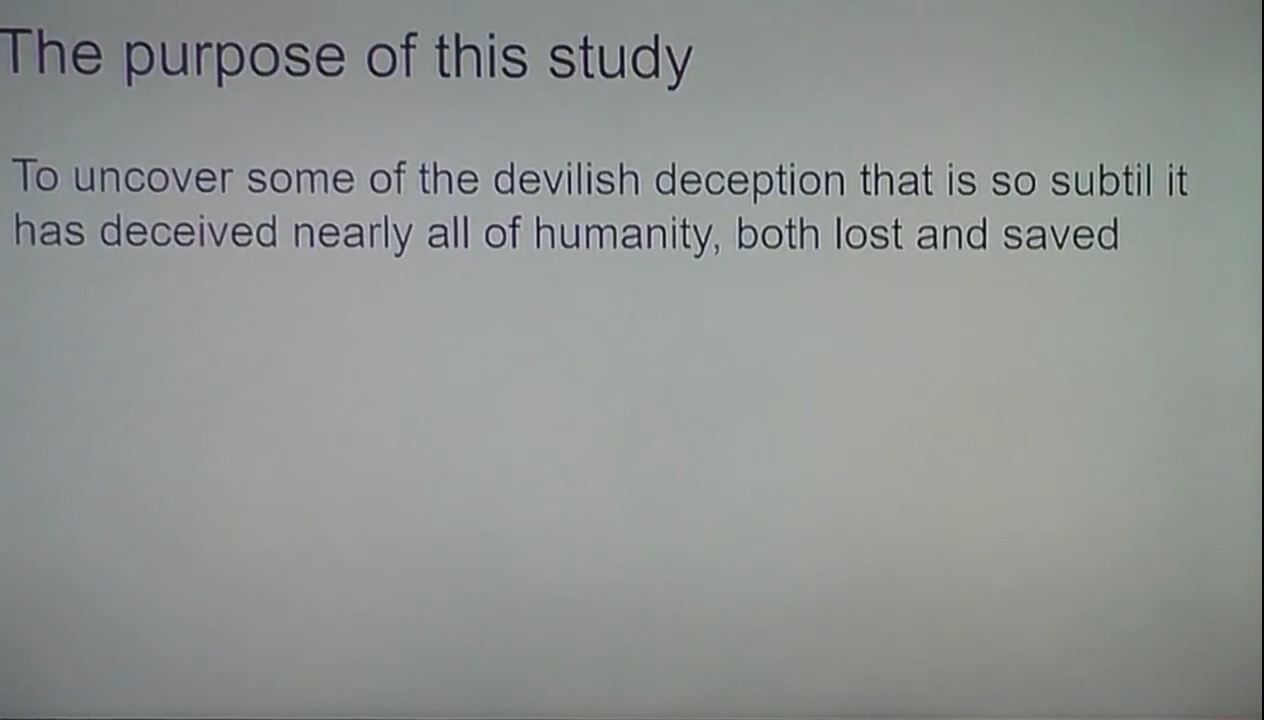 The purpose of this study
To uncover some of the devilish deception that is so subtil it
has deceived nearly all of humanity, both lost and saved